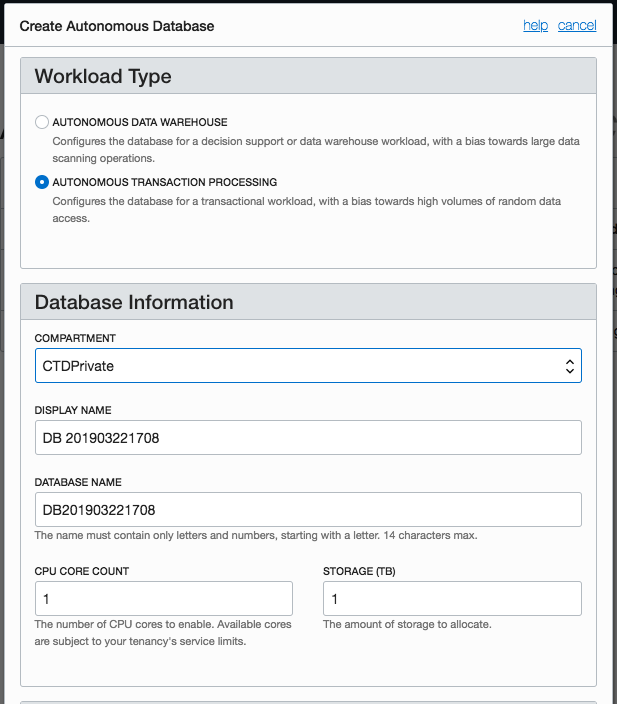 Create Autonomous Database
help cancel
Workload Type
AUTONOMOUS DATA WAREHOUSE
Configures the database for a decision support or data warehouse workload, with a bias towards large data
scanning operations.
AUTONOMOUS TRANSACTION PROCESSING
Configures the database for a transactional workload, with a bias towards high volumes of random data
access.
Database Information
COMPARTMENT
CTDPrivate
DISPLAY NAME
DB 201903221708
DATABASE NAME
DB201903221708
The name must contain only letters and numbers, starting with a letter. 14 characters max.
CPU CORE COUNT
1
The number of CPU cores to enable. Available cores
are subject to your tenancy's service limits.
STORAGE (TB)
1
The amount of storage to allocate.